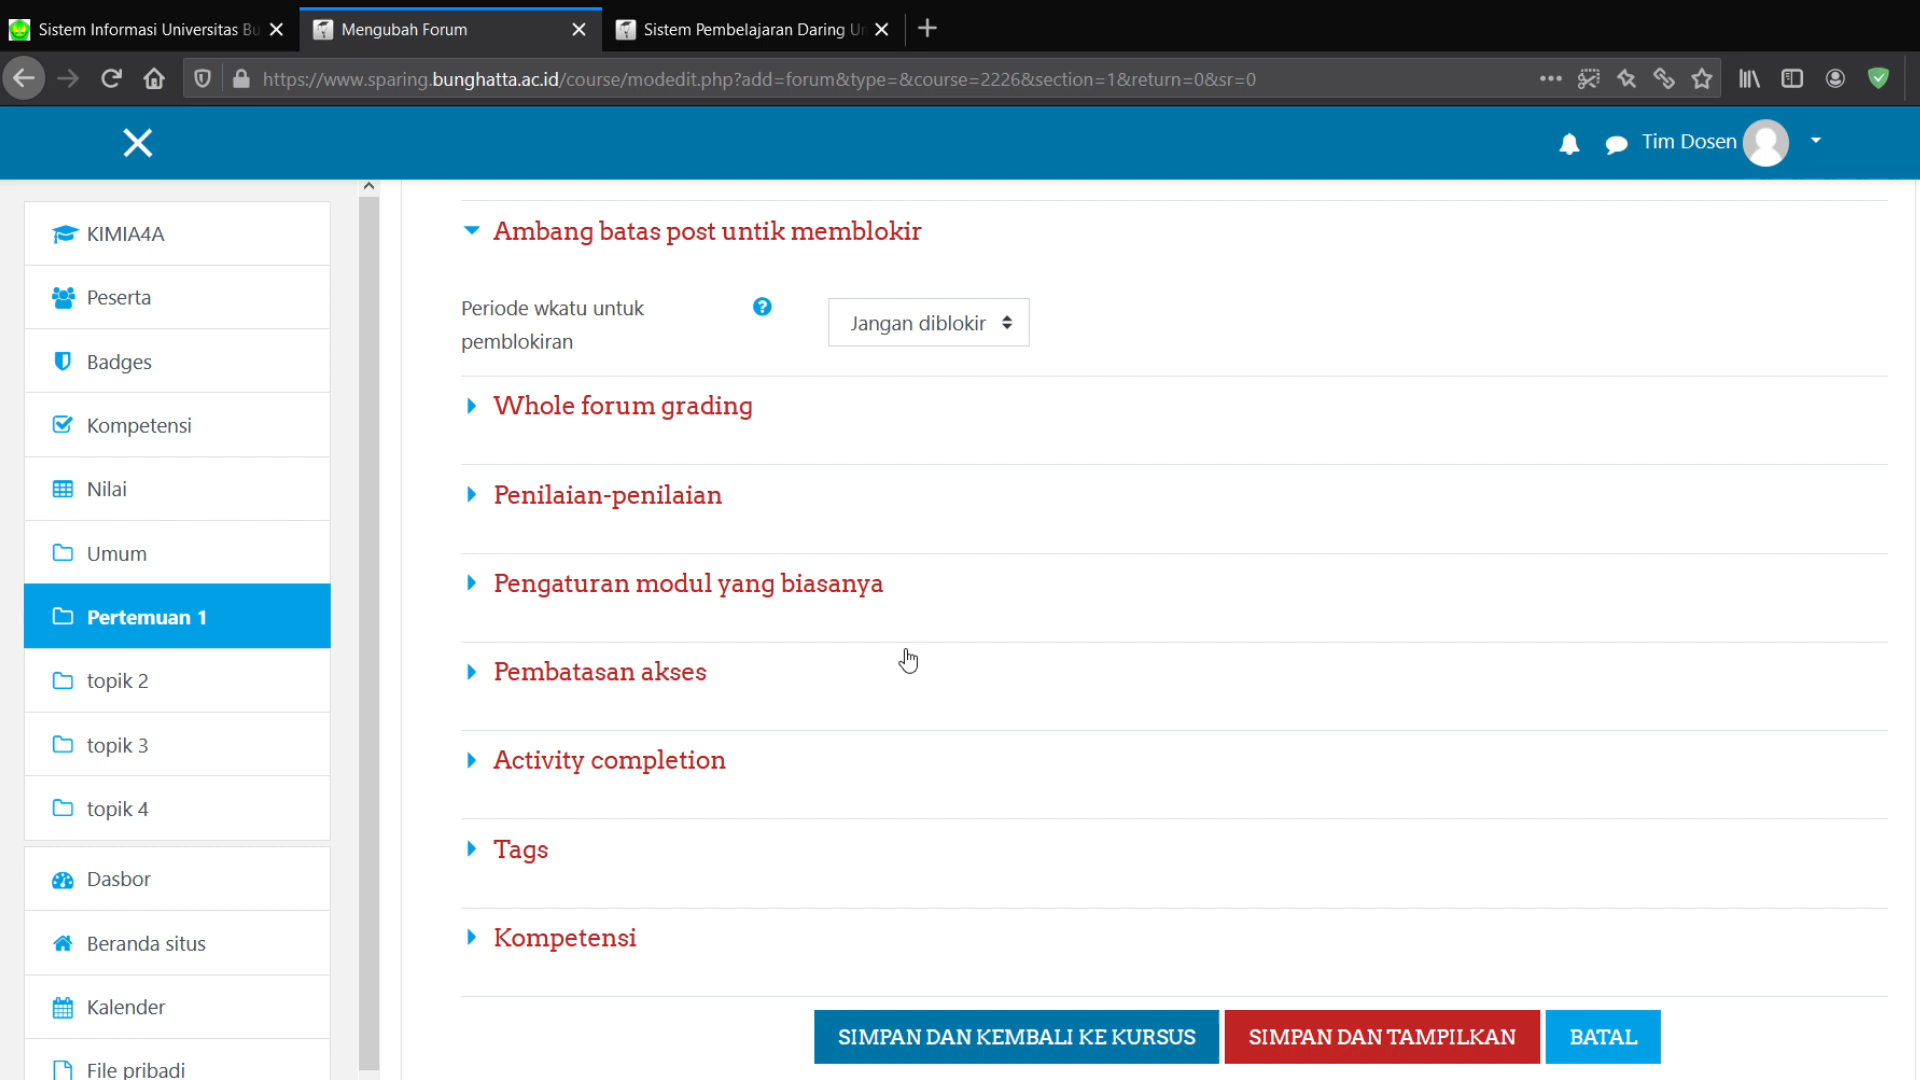 Sistem Informasi Universitas Bu
Mengubah Forum
Sistem Pembelajaran Daring Un
https://www.sparing.bunghatta.ac.id/course/modedit.php?add=forum&type=&course=2226&section=1&return=0&sr=0
Tim Dosen
KIMIA4A
Peserta
Badges
Kompetensi
Nilai
Umum
Pertemuan 1
topik 2
topik 3
topik 4
Dasbor
Beranda situs
Kalender
File pribadi
Ambang batas post untik memblokir
Periode wkatu untuk
pemblokiran
Jangan diblokir
Whole forum grading
Penilaian-penilaian
Pengaturan modul yang biasanya
Pembatasan akses
Activity completion
Tags
Kompetensi
SIMPAN DAN KEMBALI KE KURSUS
SIMPAN DAN TAMPILKAN
BATAL